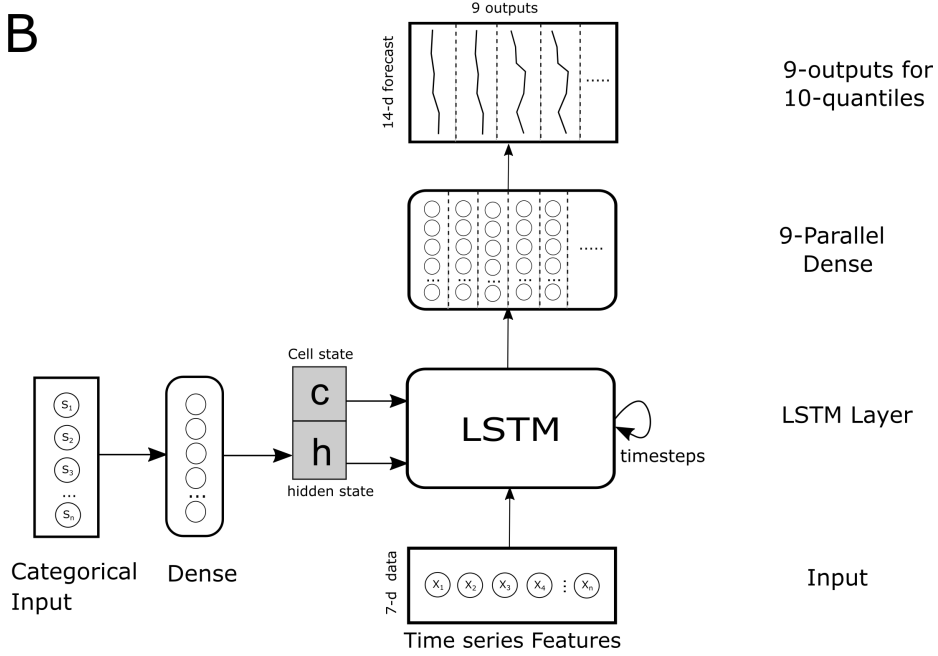 B
9 outputs
14-d forecast
.....
9-outputs for
10-quantiles
... ... ... ... ...
.....
9-Parallel
Dense
Cell state
c
h
hidden state
LSTM
timesteps
LSTM Layer
S1
S2
S3
...
Sn
Categorical
Input
...
Dense
7-d data
X1 X2 X3 X4 ⋮ Xn
Time series Features
Input